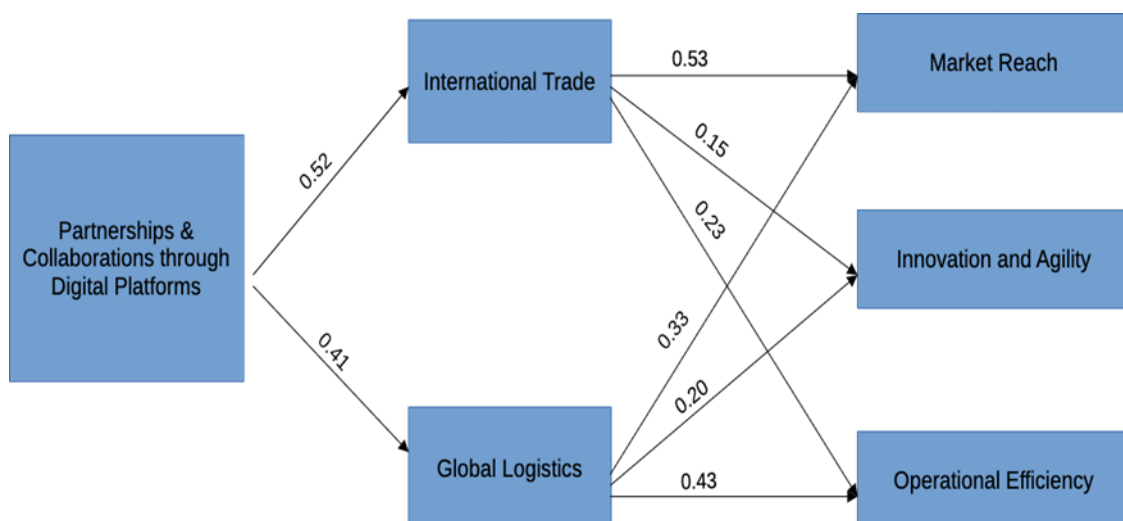 Partnerships &
Collaborations through
Digital Platforms
0.52
0.41
International Trade
Global Logistics
0.53
0.15
0.23
0.33
0.20
0.43
Market Reach
Innovation and Agility
Operational Efficiency